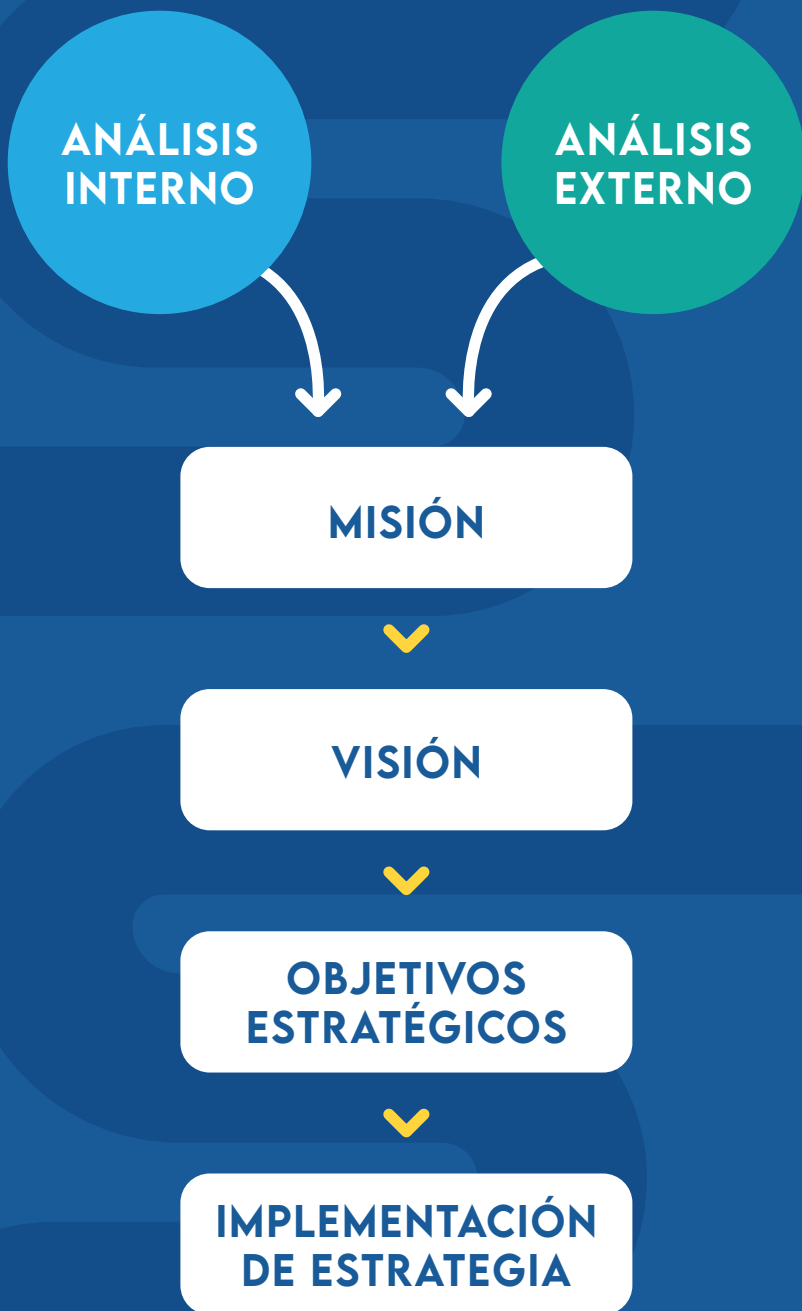 ANÁLISIS
INTERNO
ANÁLISIS
EXTERNO
MISIÓN
VISIÓN
OBJETIVOS
ESTRATÉGICOS
IMPLEMENTACIÓN
DE ESTRATEGIA